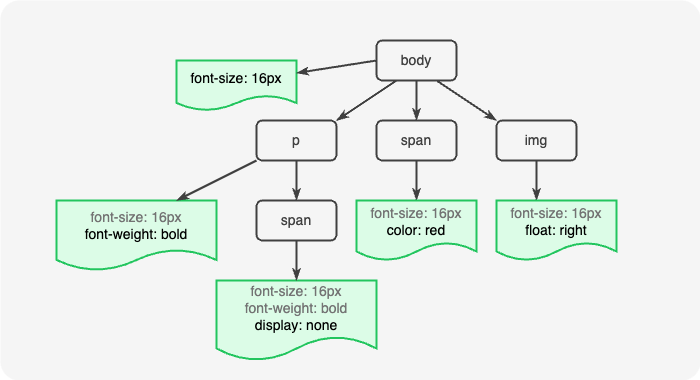 body
font-size: 16px
p
span
img
font-size: 16px
font-weight: bold
span
font-size: 16px
color: red
font-size: 16px
float: right
font-size: 16px
font-weight: bold
display: none